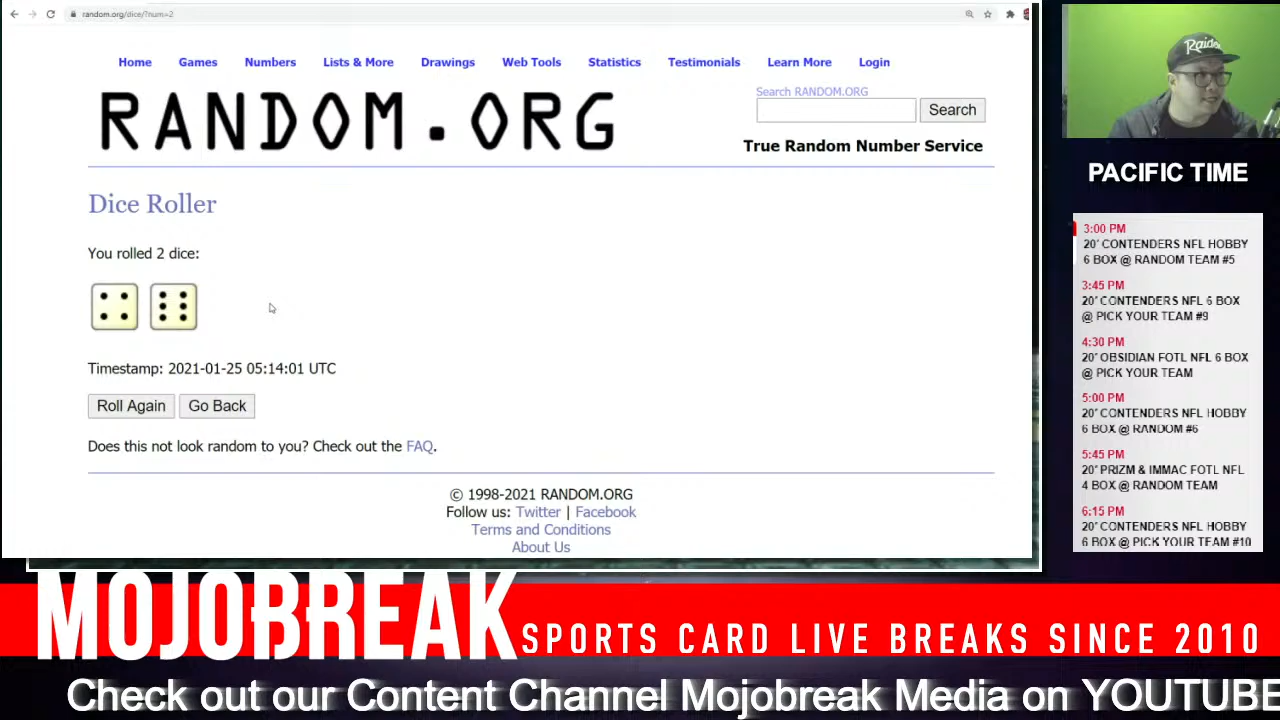 random.org/dice/?num=2
Home Games Numbers Lists & More Drawings Web Tools Statistics Testimonials Learn More Login
RANDOM.ORG
Search RANDOM.ORG
Search
True Random Number Service
Dice Roller
You rolled 2 dice:
Timestamp: 2021-01-25 05:14:01 UTC
Roll Again Go Back
Does this not look random to you? Check out the FAQ.
© 1998-2021 RANDOM.ORG
Follow us: Twitter | Facebook
Terms and Conditions
About Us
Raiders
PACIFIC TIME
3:00 PM
20' CONTENDERS NFL HOBBY
6 BOX @ RANDOM TEAM #5
3:45 PM
20' CONTENDERS NFL 6 BOX
@ PICK YOUR TEAM #9
4:30 PM
20' OBSIDIAN FOTL NFL 6 BOX
@ PICK YOUR TEAM
5:00 PM
20' CONTENDERS NFL HOBBY
6 BOX @ RANDOM #6
5:45 PM
20' PRIZM & IMMAC FOTL NFL
4 BOX @ RANDOM TEAM
6:15 PM
20' CONTENDERS NFL HOBBY
6 BOX @ PICK YOUR TEAM #10
MOJOBREAK
SPORTS CARD LIVE BREAKS SINCE 2010
Check out our Content Channel Mojobreak Media on YOUTUBE